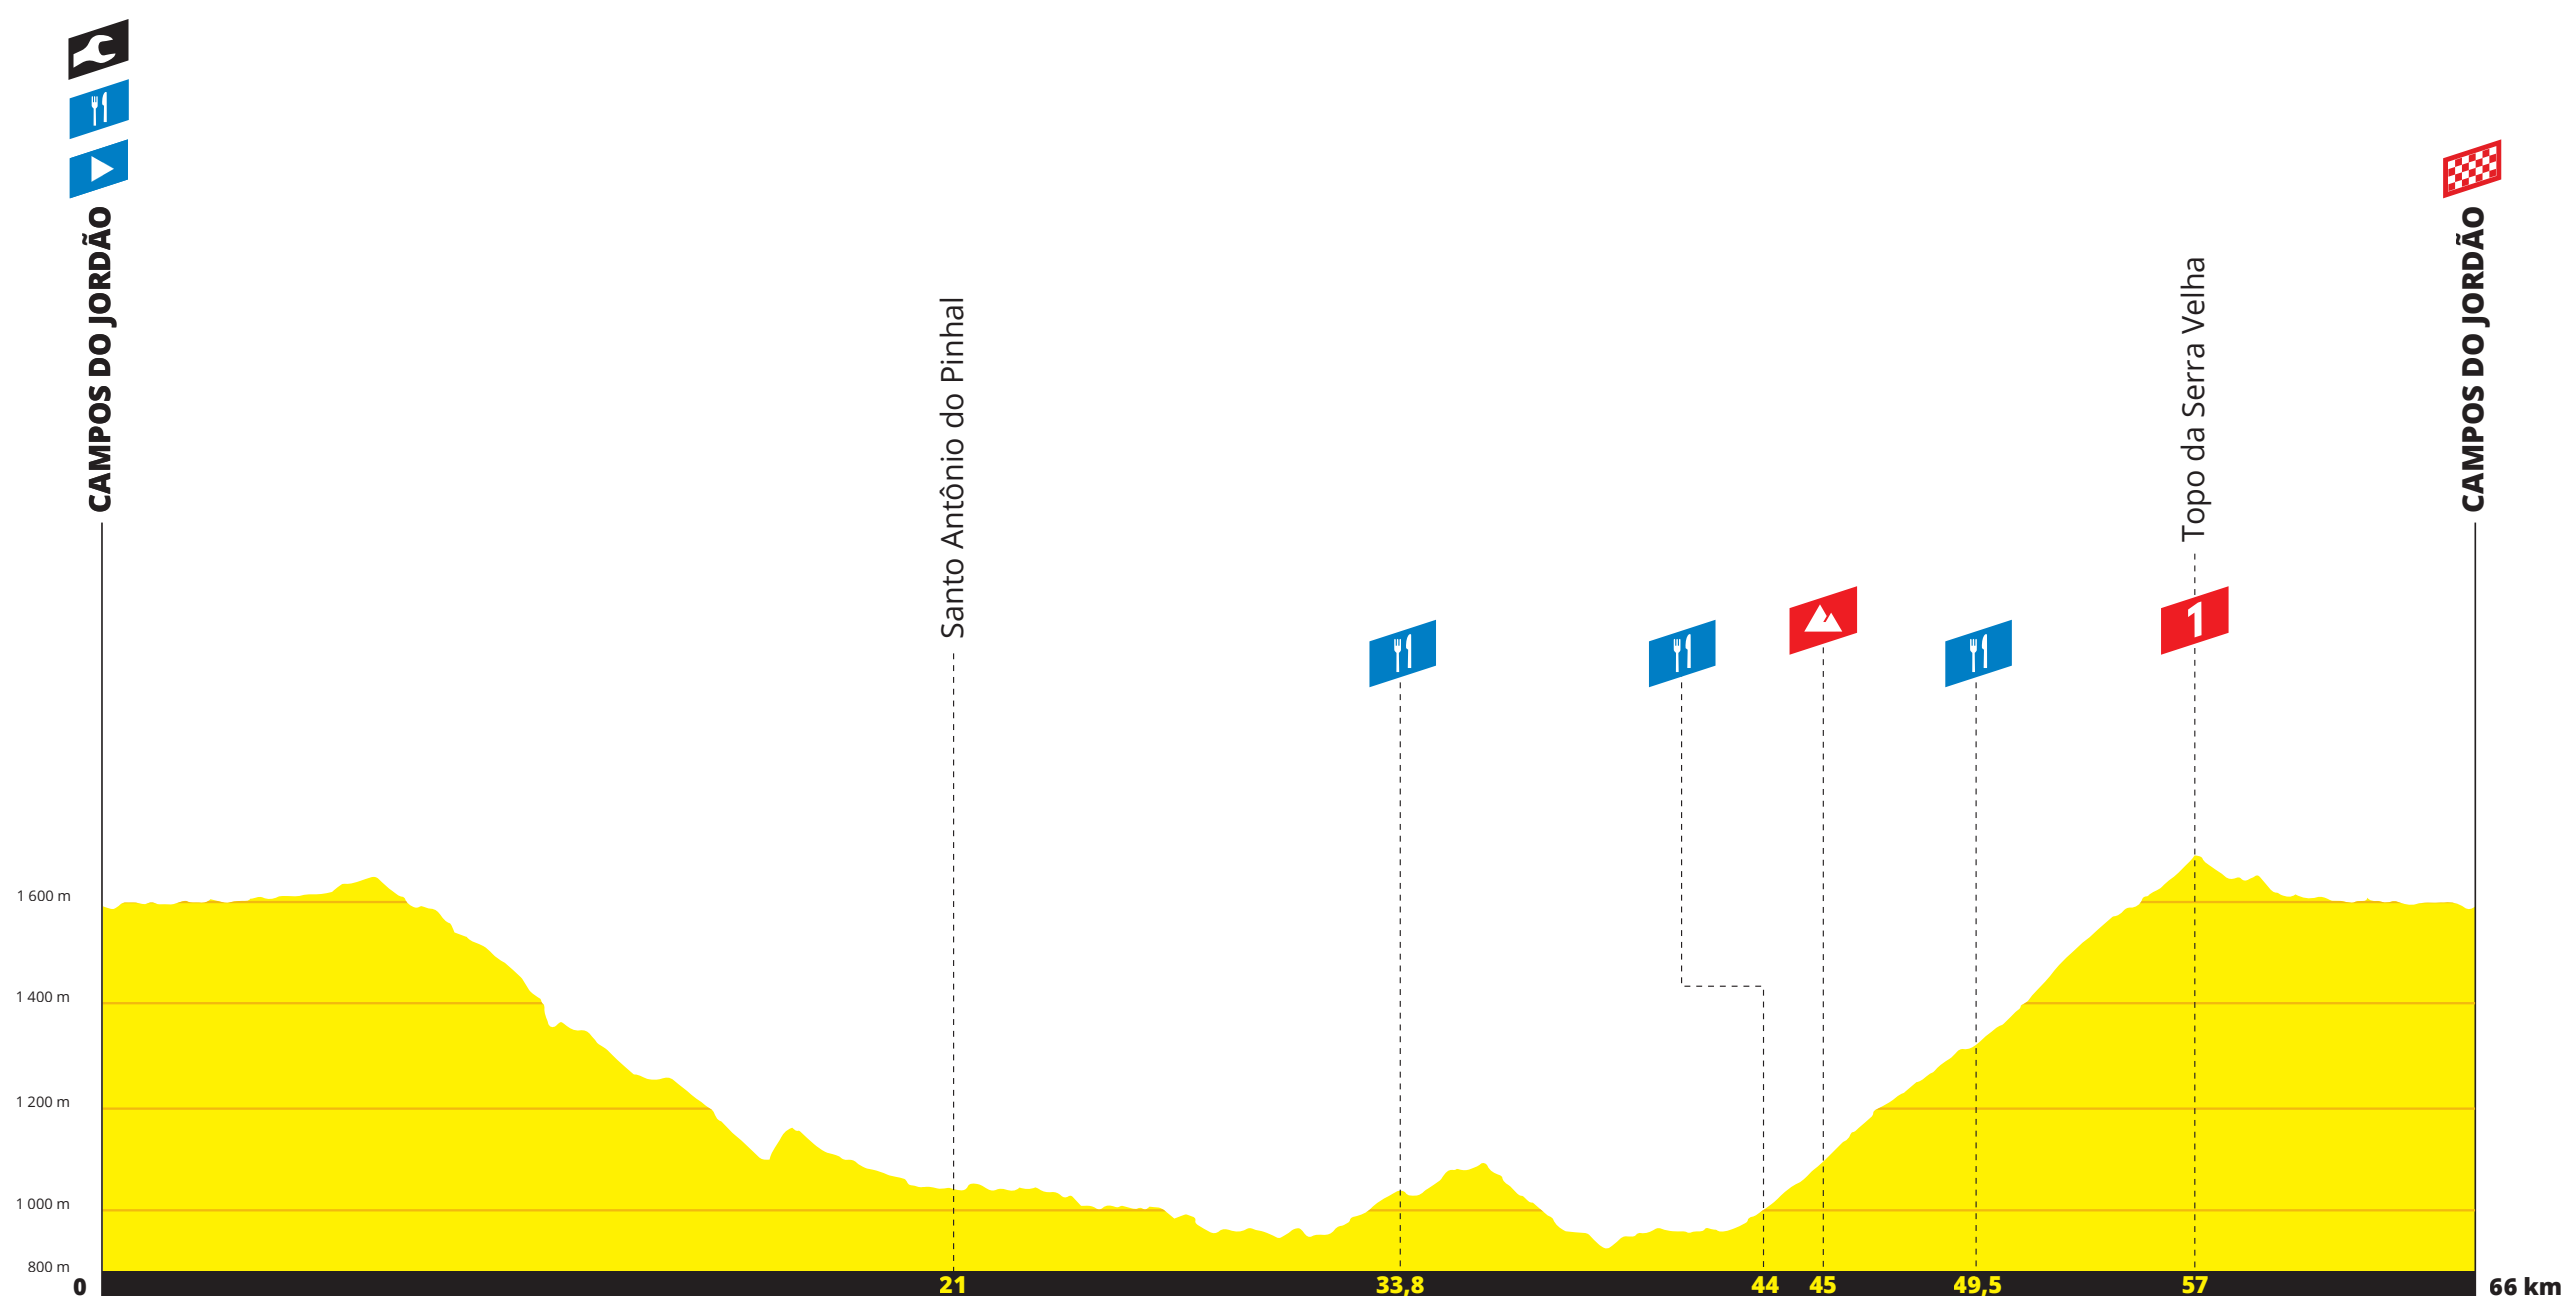 CAMPOS DO JORDÃO
Santo Antônio do Pinhal
Topo da Serra Velha
1
CAMPOS DO JORDÃO
1 600 m
1 400 m
1 200 m
1 000 m
800 m
0
21
33,8
44
45
49,5
57
66 km